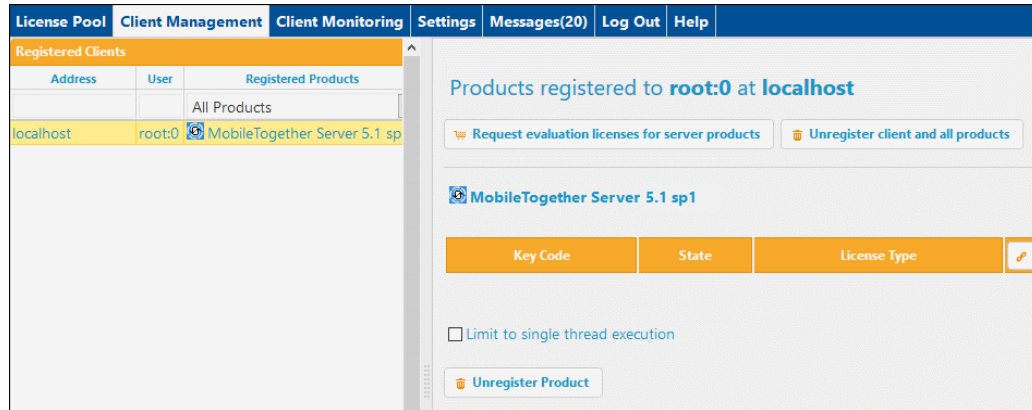 License Pool Client Management Client Monitoring Settings Messages(20) Log Out Help
Registered Clients
Address User Registered Products
All Products
localhost root:0 MobileTogether Server 5.1 sp
Products registered to root:0 at localhost
Request evaluation licenses for server products Unregister client and all products
MobileTogether Server 5.1 sp1
Key Code State License Type
Limit to single thread execution
Unregister Product